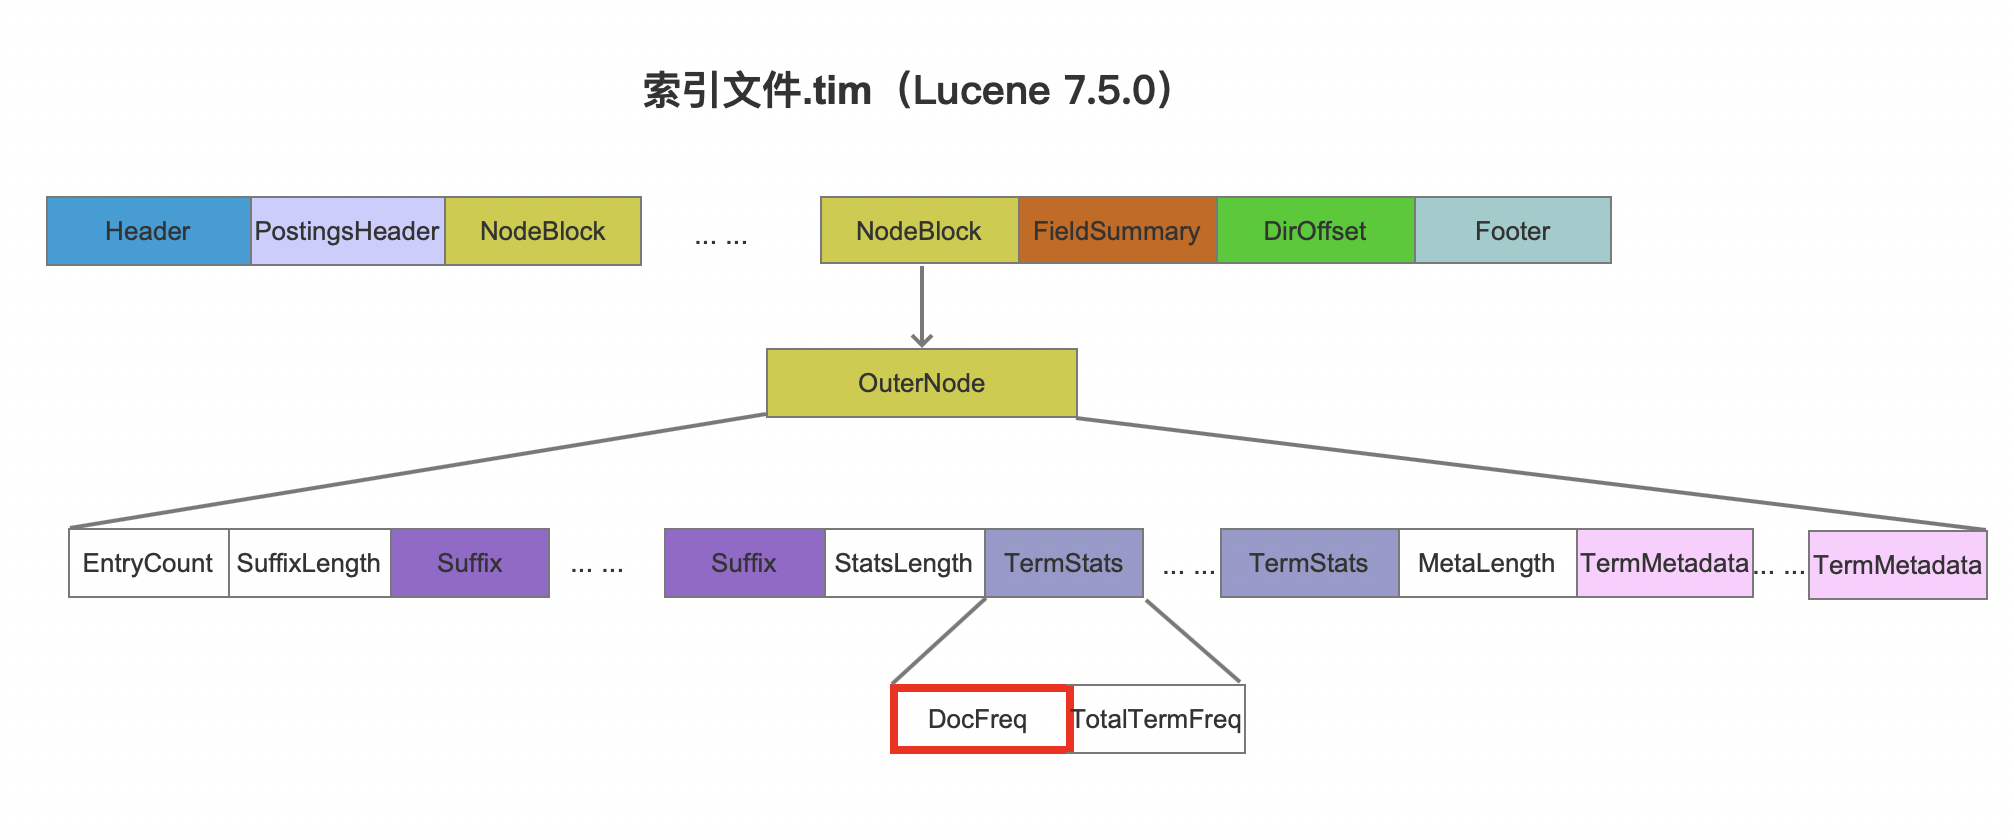 索引文件.tim（Lucene 7.5.0）
Header PostingsHeader NodeBlock ... ... NodeBlock FieldSummary DirOffset Footer
OuterNode
EntryCount SuffixLength Suffix ... ... Suffix StatsLength TermStats ... ... TermStats MetaLength TermMetadata ... ... TermMetadata
DocFreq TotalTermFreq